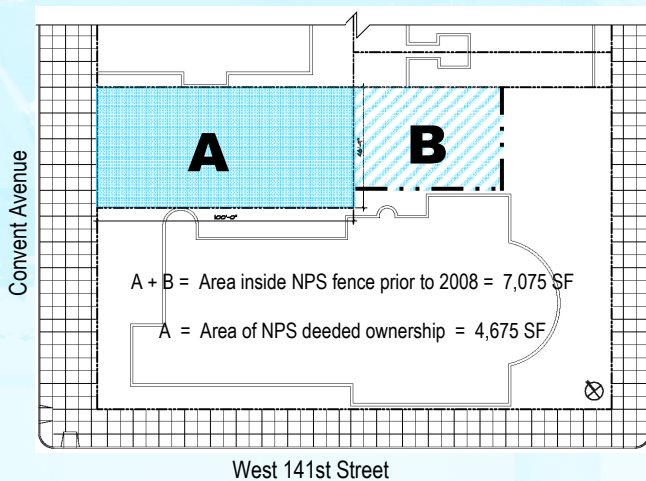 A
B
Convent Avenue
100'-0"
A + B = Area inside NPS fence prior to 2008 = 7,075 SF
A = Area of NPS deeded ownership = 4,675 SF
West 141st Street